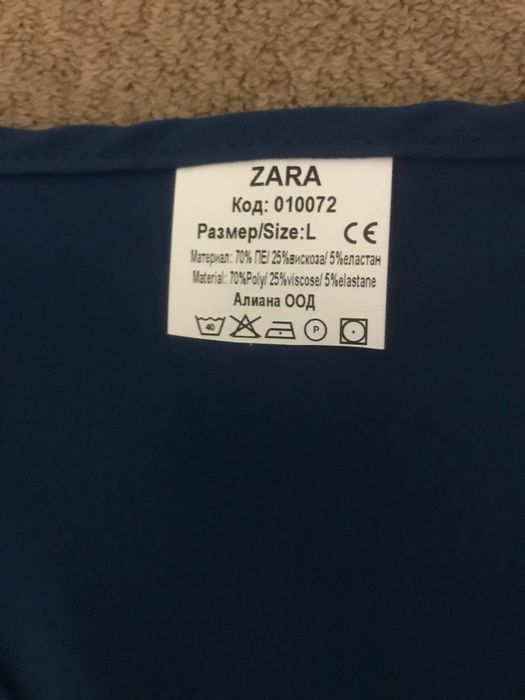 ZARA
Код: 010072
Размер/Size:L CE
Материал: 70% ПЕ/ 25%вискоза/ 5%еластан
Material: 70%Poly/ 25%viscose/ 5%elastane
Алиана ООД
40 P